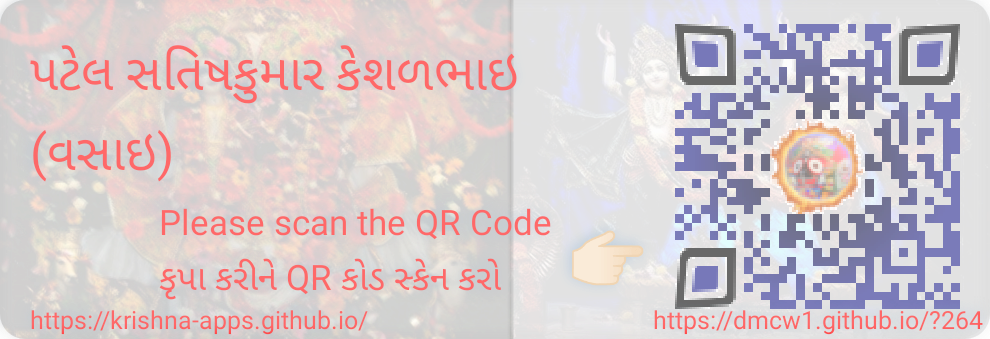 પટેલ સતિષકુમાર કેશળભાઇ
(વસાઇ)
Please scan the QR Code
કૃપા કરીને QR કોડ સ્કેન કરો
https://krishna-apps.github.io/
https://dmcw1.github.io/?264